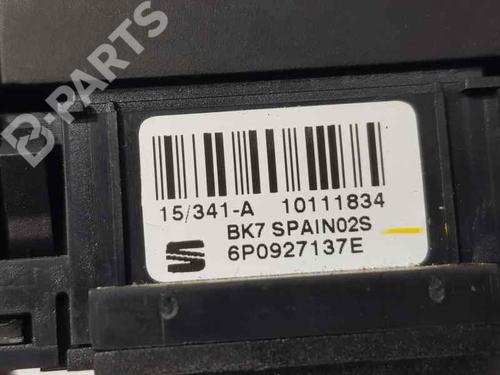 B-PARTS
15/341-A 10111834
BK7 SPAIN02S
6P0927137E